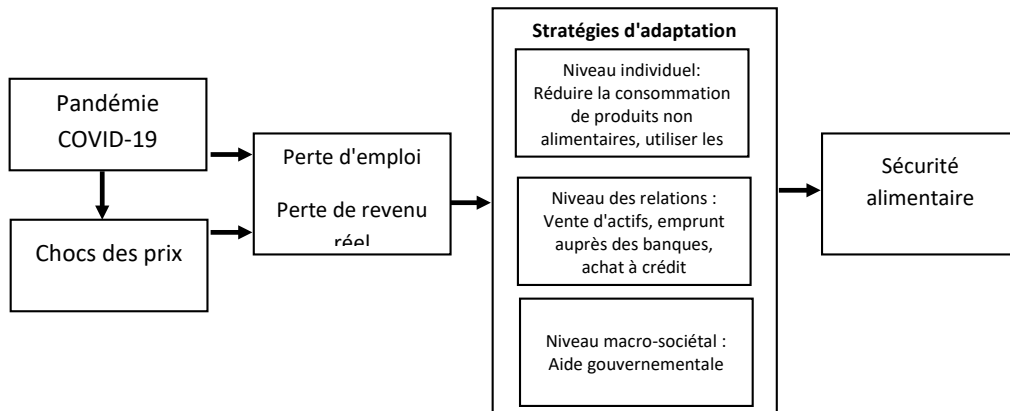 Pandémie
COVID-19
Chocs des prix
Perte d'emploi
Perte de revenu
réel
Stratégies d'adaptation
Niveau individuel:
Réduire la consommation
de produits non
alimentaires, utiliser les
Niveau des relations :
Vente d'actifs, emprunt
auprès des banques,
achat à crédit
Niveau macro-sociétal :
Aide gouvernementale
Sécurité
alimentaire